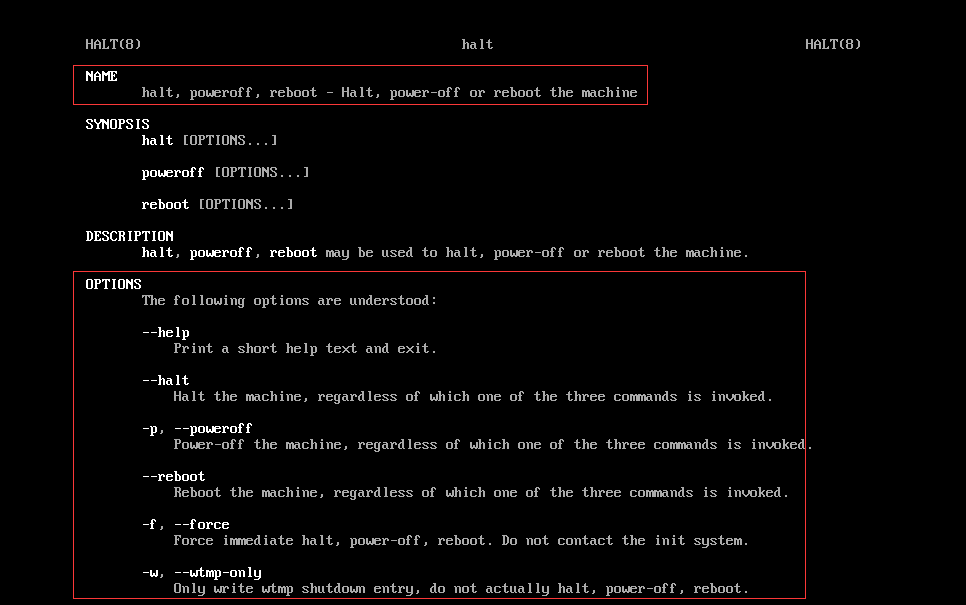 HALT(8) halt HALT(8)
NAME
halt, poweroff, reboot - Halt, power-off or reboot the machine
SYNOPSIS
halt [OPTIONS...]
poweroff [OPTIONS...]
reboot [OPTIONS...]
DESCRIPTION
halt, poweroff, reboot may be used to halt, power-off or reboot the machine.
OPTIONS
The following options are understood:
--help
Print a short help text and exit.
--halt
Halt the machine, regardless of which one of the three commands is invoked.
-p, --poweroff
Power-off the machine, regardless of which one of the three commands is invoked.
--reboot
Reboot the machine, regardless of which one of the three commands is invoked.
-f, --force
Force immediate halt, power-off, reboot. Do not contact the init system.
-w, --wtmp-only
Only write wtmp shutdown entry, do not actually halt, power-off, reboot.